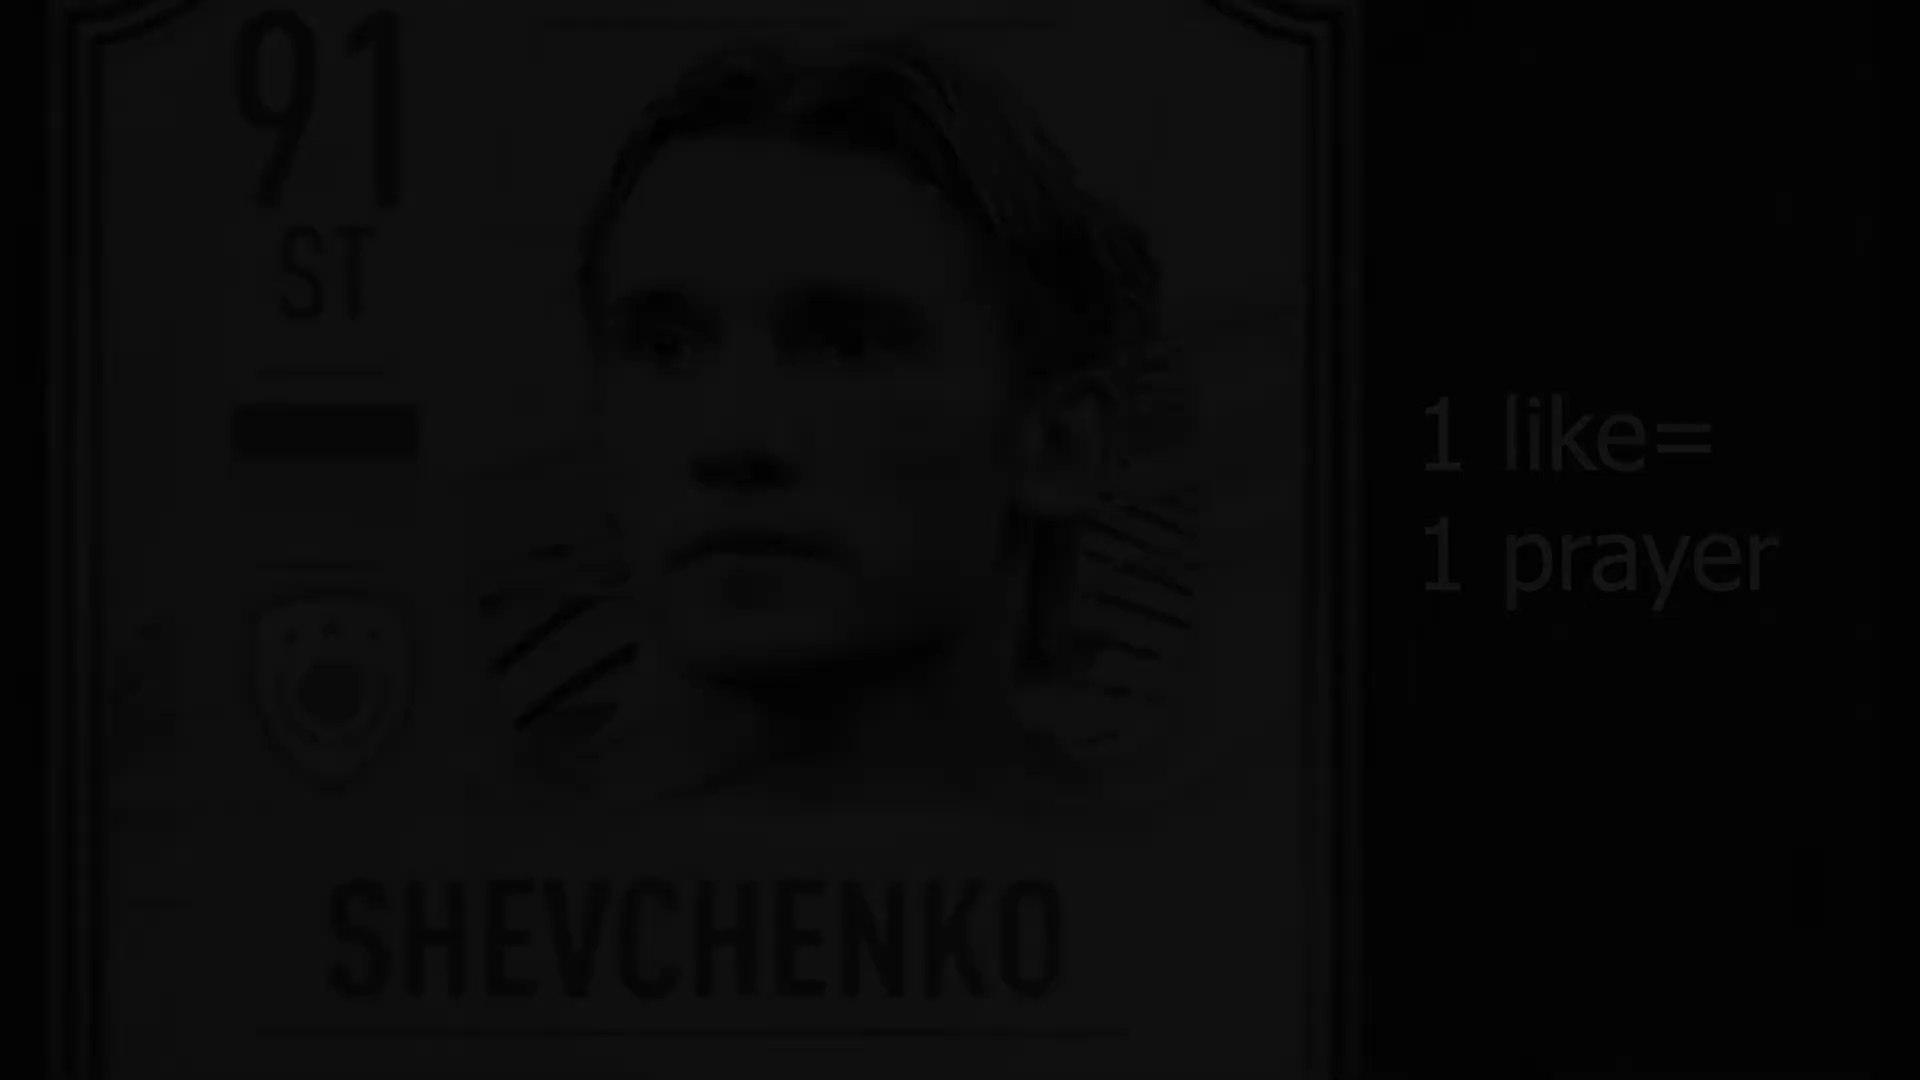 91
ST
1 like=
1 prayer
SHEVCHENKO